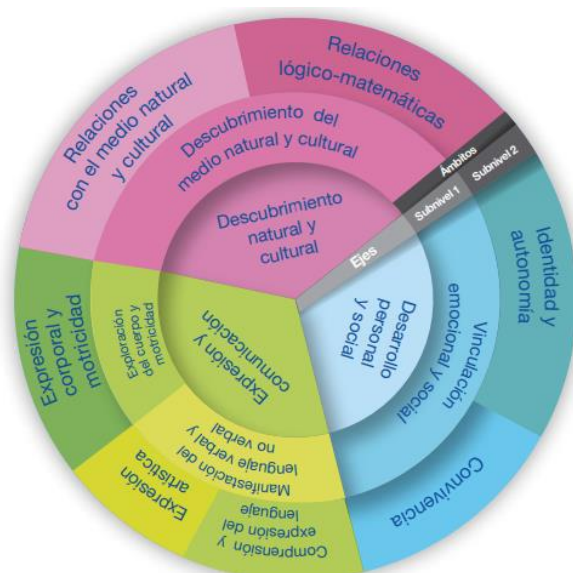 Relaciones
lógico-matemáticas
Relaciones
con el medio natural
y cultural
Descubrimiento del
medio natural y cultural
Descubrimiento
natural y
cultural
Ámbitos
Subnivel 1
Subnivel 2
Ejes
Identidad y
autonomía
Vinculación
emocional y social
Desarrollo
personal
y social
Convivencia
Expresión y
comunicación
Exploración
del cuerpo y
motricidad
Expresión
corporal y
motricidad
Manifestación del
lenguaje verbal y
no verbal
Expresión
artística
Comprensión y
expresión del
lenguaje